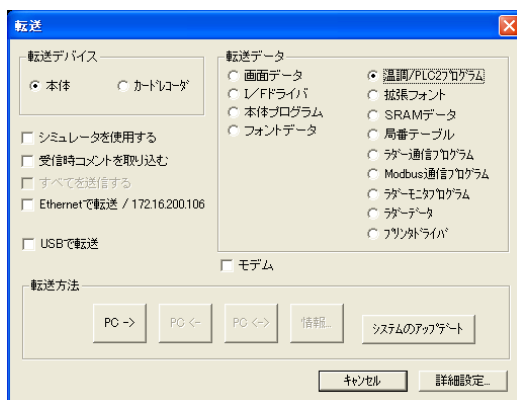 転送
転送デバイス
本体
ｶｰﾄﾞﾚｺｰﾀﾞ
シミュレータを使用する
受信時コメントを取り込む
すべてを送信する
Ethernetで転送 / 172.16.200.106
USBで転送
転送データ
画面データ
I/Fドライバ
本体プログラム
フォントデータ
温調/PLC2ﾌﾟﾛｸﾞﾗﾑ
拡張フォント
SRAMデータ
局番テーブル
ﾗﾀﾞｰ通信ﾌﾟﾛｸﾞﾗﾑ
Modbus通信ﾌﾟﾛｸﾞﾗﾑ
ﾗﾀﾞｰﾓﾆﾀﾌﾟﾛｸﾞﾗﾑ
ﾗﾀﾞｰﾃﾞｰﾀ
ﾌﾟﾘﾝﾀﾄﾞﾗｲﾊﾞ
モデム
転送方法
PC ->
PC <-
PC <->
情報...
ｼｽﾃﾑのｱｯﾌﾟﾃﾞｰﾄ
ｷｬﾝｾﾙ
詳細設定...